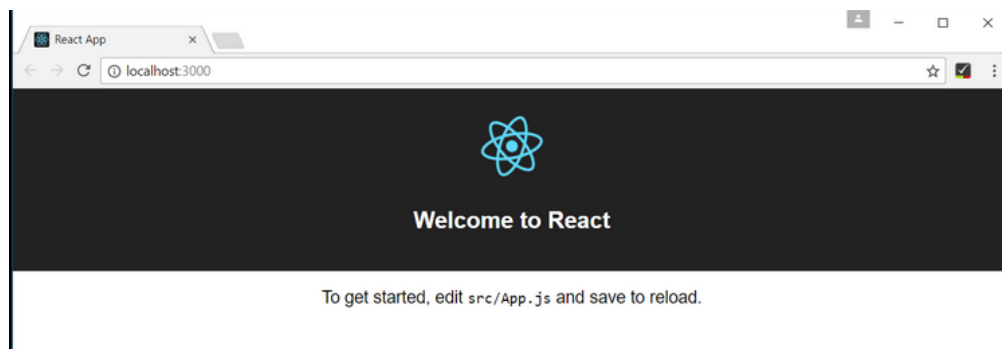 React App
localhost:3000
Welcome to React
To get started, edit src/App.js and save to reload.